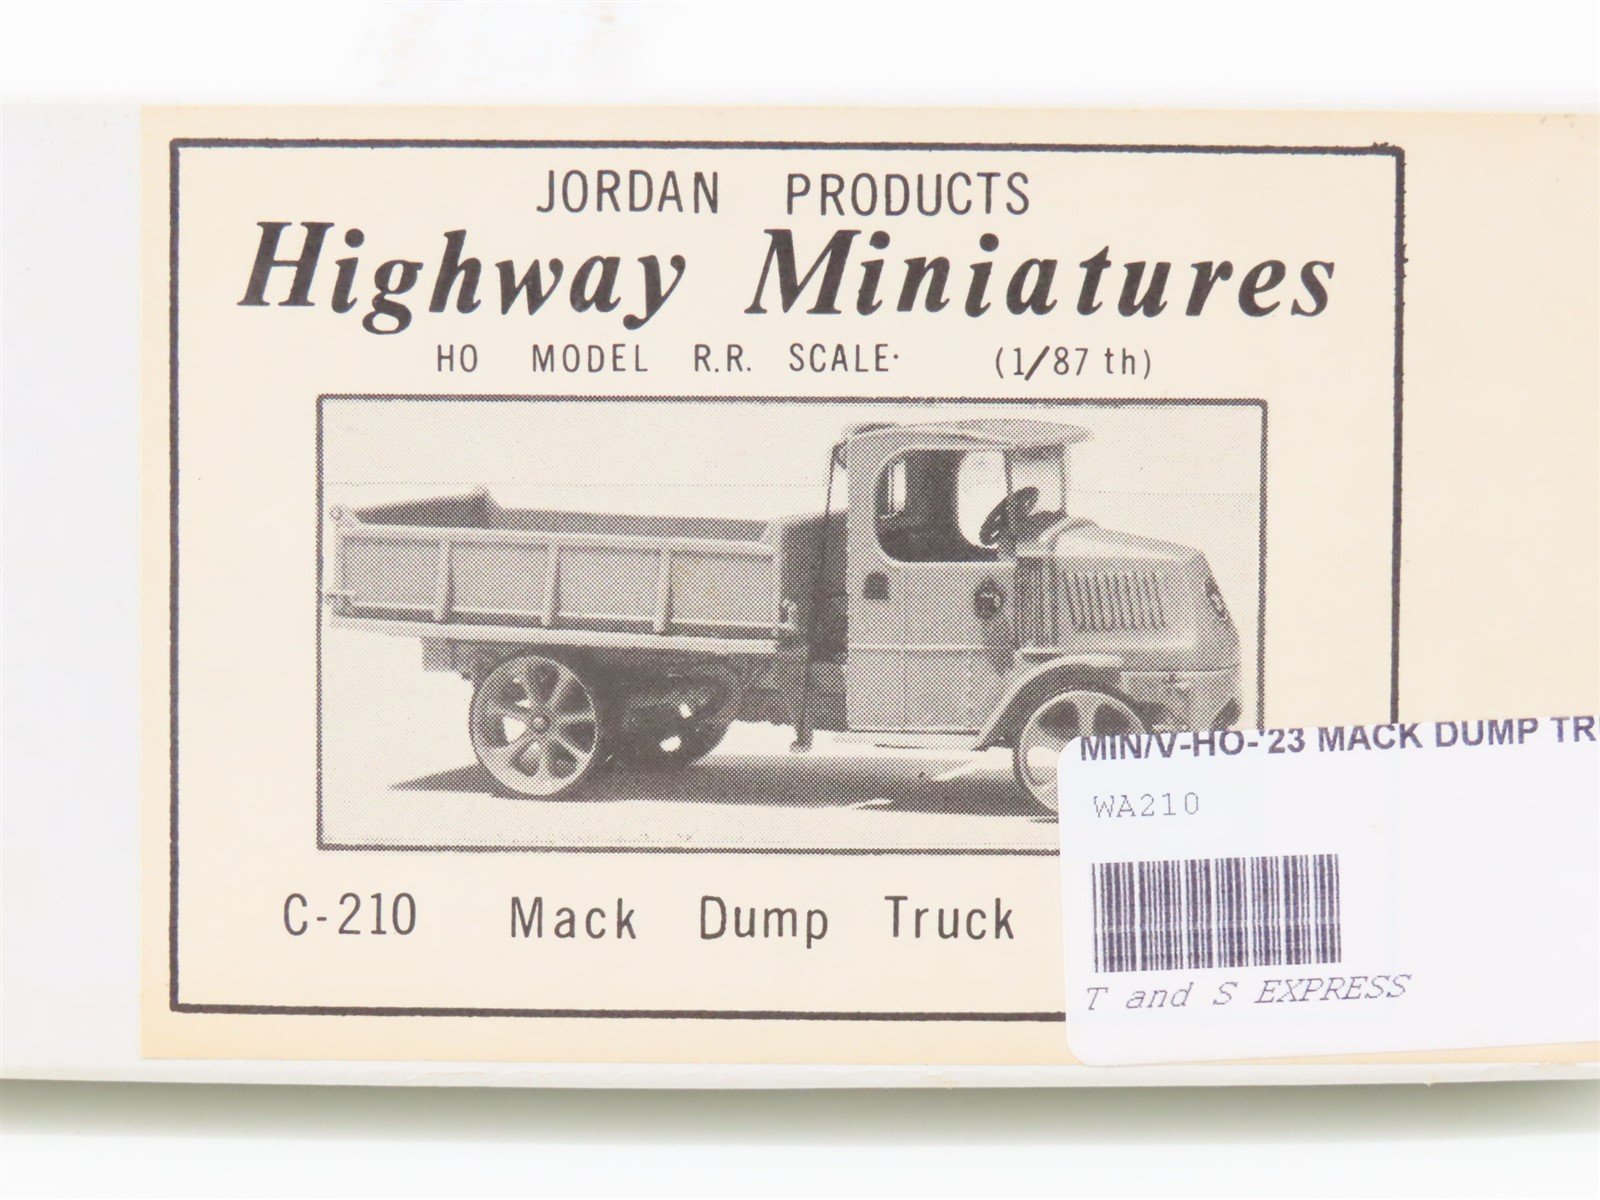 JORDAN PRODUCTS
Highway Miniatures
HO MODEL R.R. SCALE· (1/87 th)
C-210 Mack Dump Truck
MIN/V-HO-'23 MACK DUMP
WA210
T and S EXPRESS